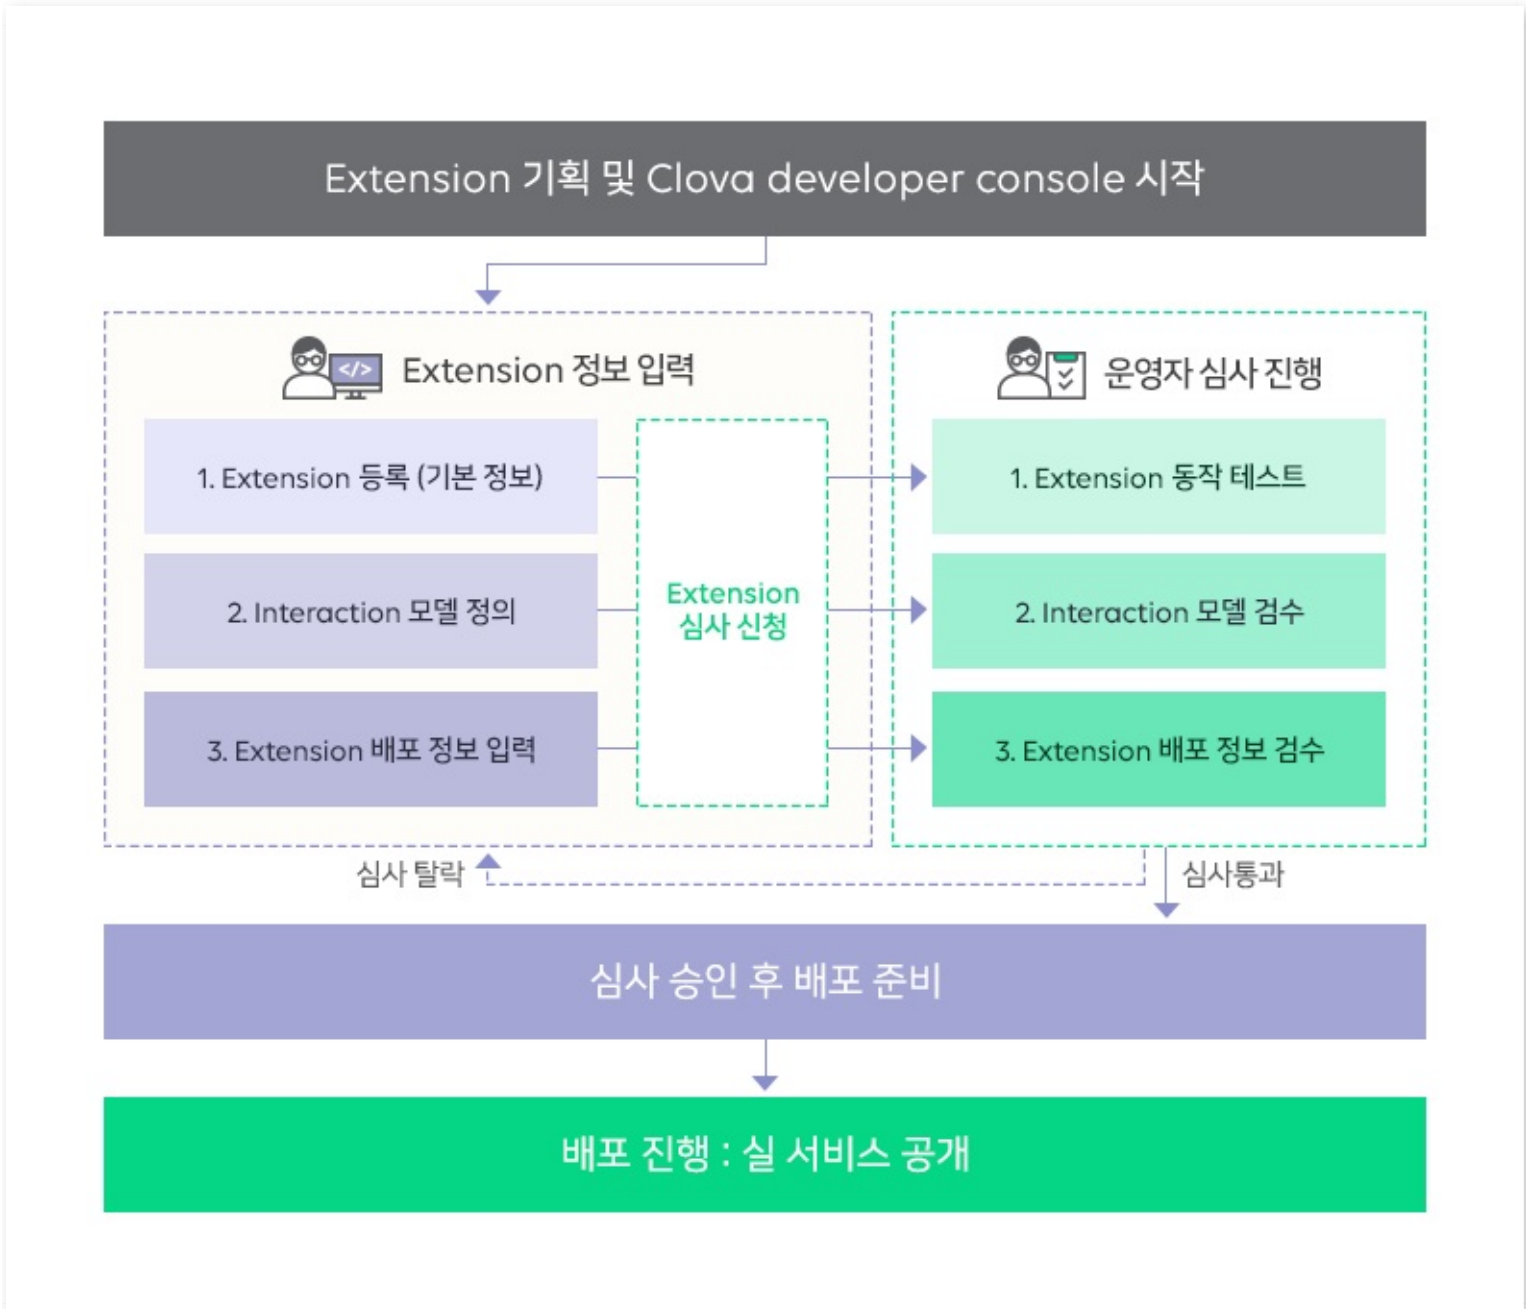 Extension 기획 및 Clova developer console 시작
</>
Extension 정보 입력
1. Extension 등록 (기본 정보)
2. Interaction 모델 정의
3. Extension 배포 정보 입력
Extension
심사 신청
운영자 심사 진행
1. Extension 동작 테스트
2. Interaction 모델 검수
3. Extension 배포 정보 검수
심사 탈락
심사통과
심사 승인 후 배포 준비
배포 진행 : 실 서비스 공개